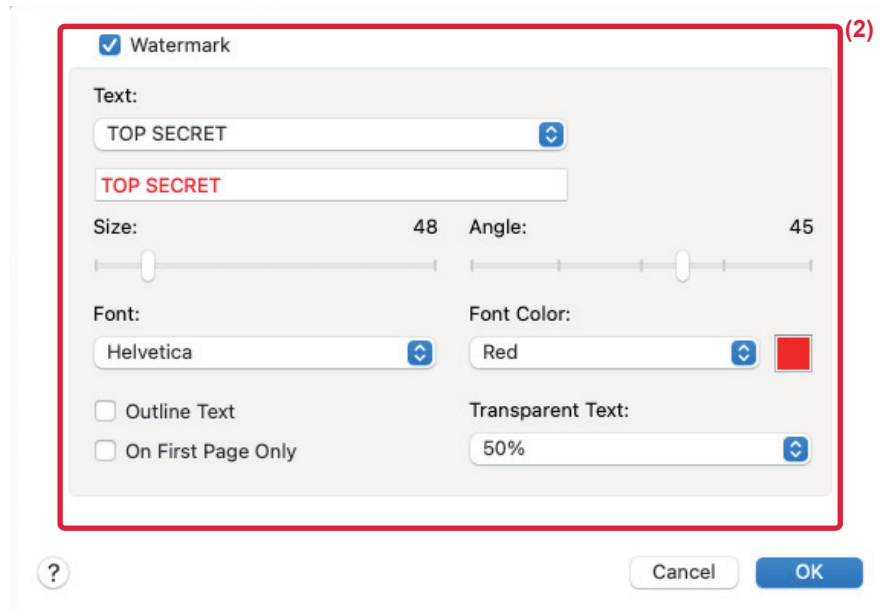 (2)
Watermark
Text:
TOP SECRET
TOP SECRET
Size: 48 Angle: 45
Font: Font Color:
Helvetica Red
Outline Text Transparent Text:
On First Page Only 50%
? Cancel OK